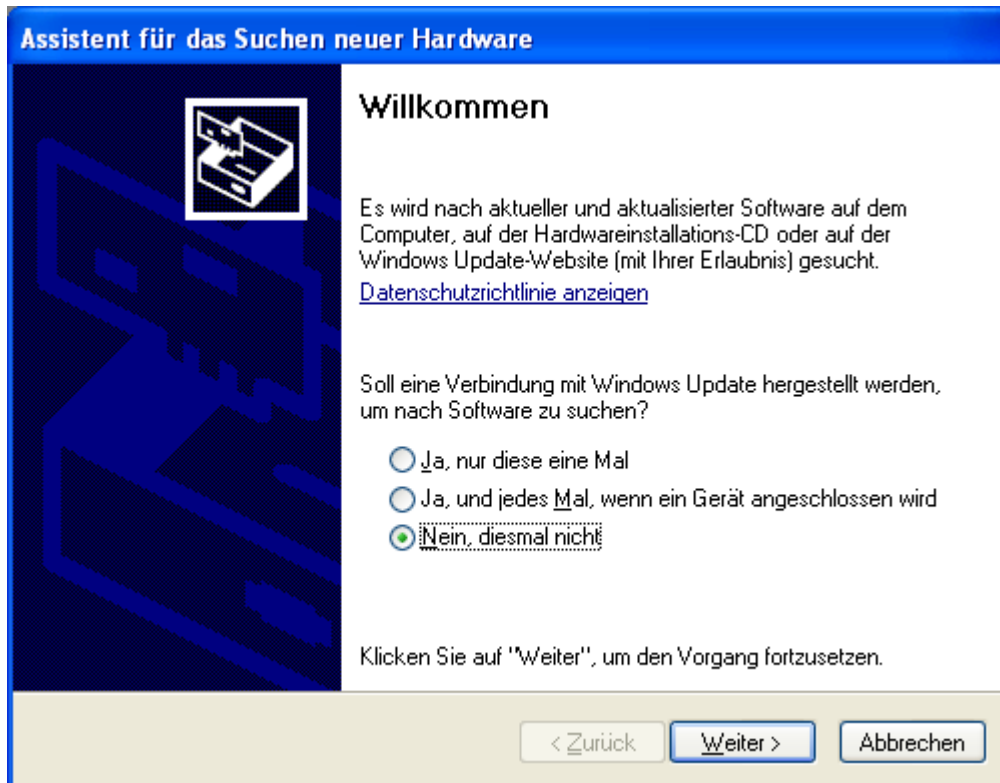 Assistent für das Suchen neuer Hardware
Willkommen
Es wird nach aktueller und aktualisierter Software auf dem
Computer, auf der Hardwareinstallations-CD oder auf der
Windows Update-Website (mit Ihrer Erlaubnis) gesucht.
Datenschutzrichtlinie anzeigen
Soll eine Verbindung mit Windows Update hergestellt werden,
um nach Software zu suchen?
Ja, nur diese eine Mal
Ja, und jedes Mal, wenn ein Gerät angeschlossen wird
Nein, diesmal nicht
Klicken Sie auf "Weiter", um den Vorgang fortzusetzen.
< Zurück Weiter > Abbrechen